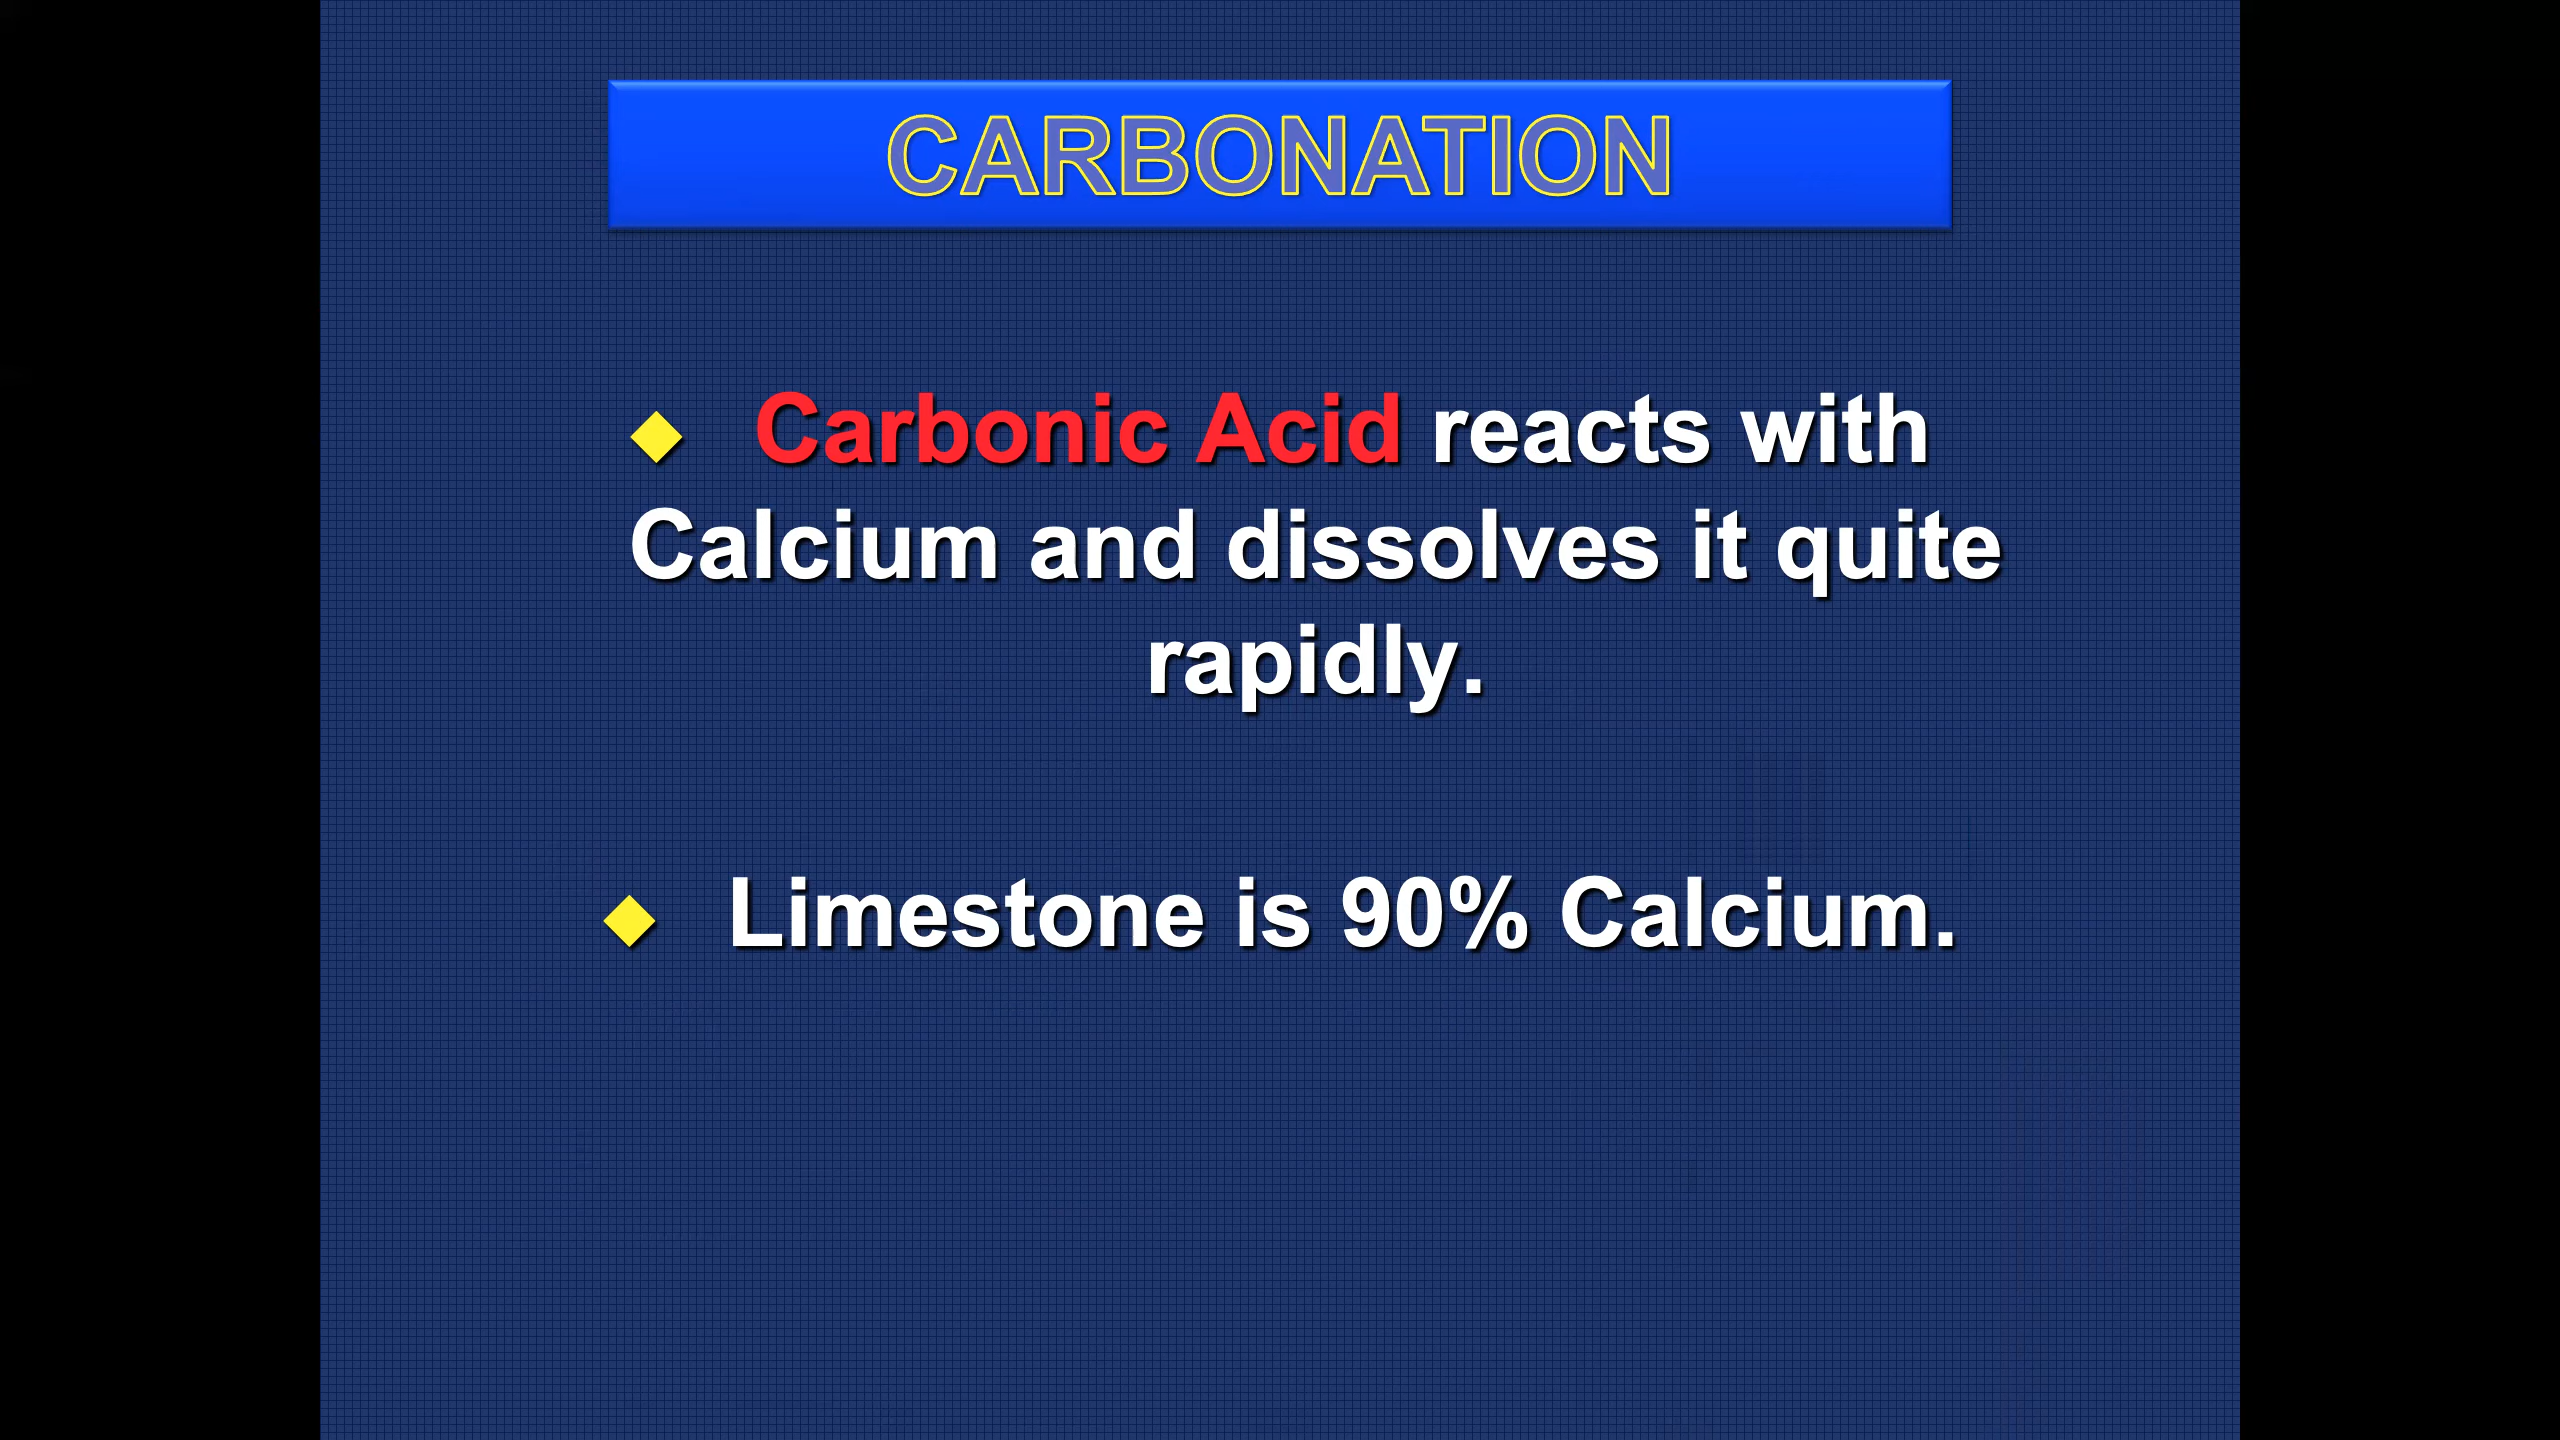 CARBONATION
Carbonic Acid reacts with
Calcium and dissolves it quite
rapidly.
Limestone is 90% Calcium.